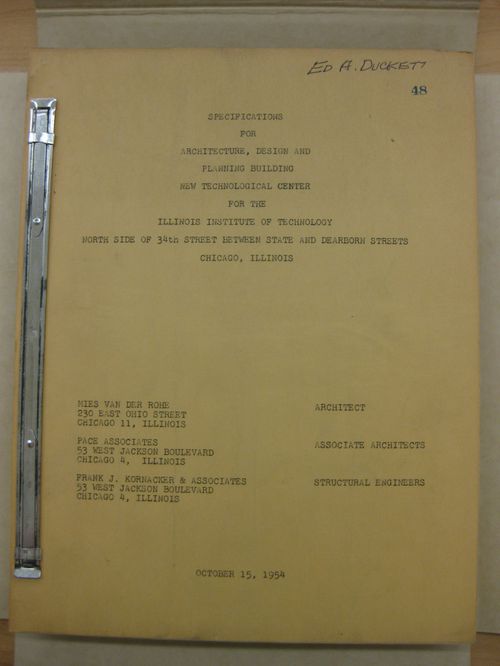 ED A. DUCKETT
48
SPECIFICATIONS
FOR
ARCHITECTURE, DESIGN AND
PLANNING BUILDING
NEW TECHNOLOGICAL CENTER
FOR THE
ILLINOIS INSTITUTE OF TECHNOLOGY
NORTH SIDE OF 34th STREET BETWEEN STATE AND DEARBORN STREETS
CHICAGO, ILLINOIS
MIES VAN DER ROHE ARCHITECT
230 EAST OHIO STREET
CHICAGO 11, ILLINOIS
PACE ASSOCIATES ASSOCIATE ARCHITECTS
53 WEST JACKSON BOULEVARD
CHICAGO 4, ILLINOIS
FRANK J. KORNACKER & ASSOCIATES STRUCTURAL ENGINEERS
53 WEST JACKSON BOULEVARD
CHICAGO 4, ILLINOIS
OCTOBER 15, 1954